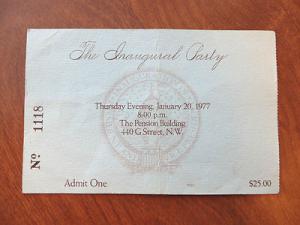 The Inaugural Party
Thursday Evening, January 20, 1977
8:00 p.m.
The Pension Building
440 G Street, N.W.
Nº 1118
Admit One
$25.00